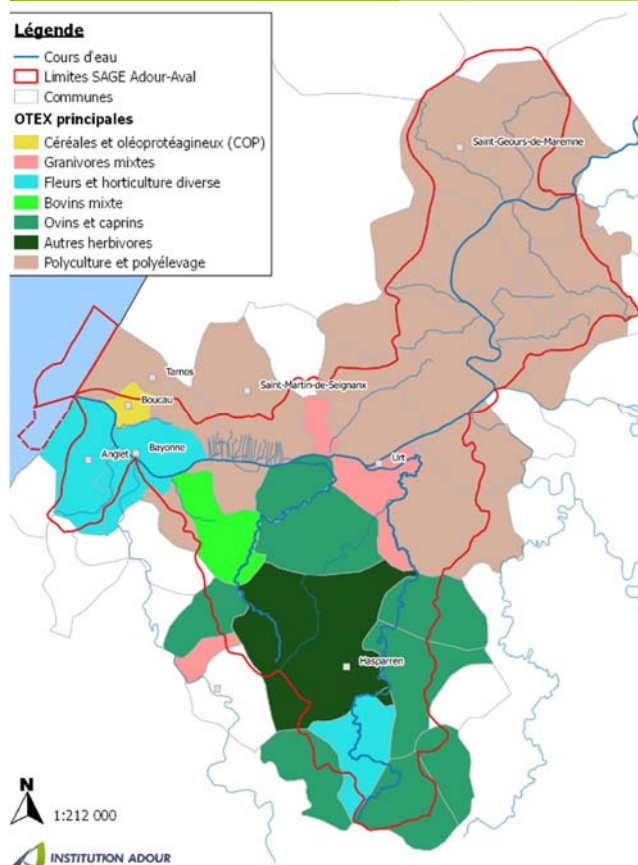 Légende
Cours d'eau
Limites SAGE Adour-Aval
Communes
OTEX principales
Céréales et oléoprotéagineux (COP)
Granivores mixtes
Fleurs et horticulture diverse
Bovins mixte
Ovins et caprins
Autres herbivores
Polyculture et polyélevage
Saint-Geours-de-Maremne
Tarnos
Saint-Martin-de-Seignanx
Boucau
Bayonne
Anglet
Urt
Hasparren
N
1:212 000
INSTITUTION ADOUR